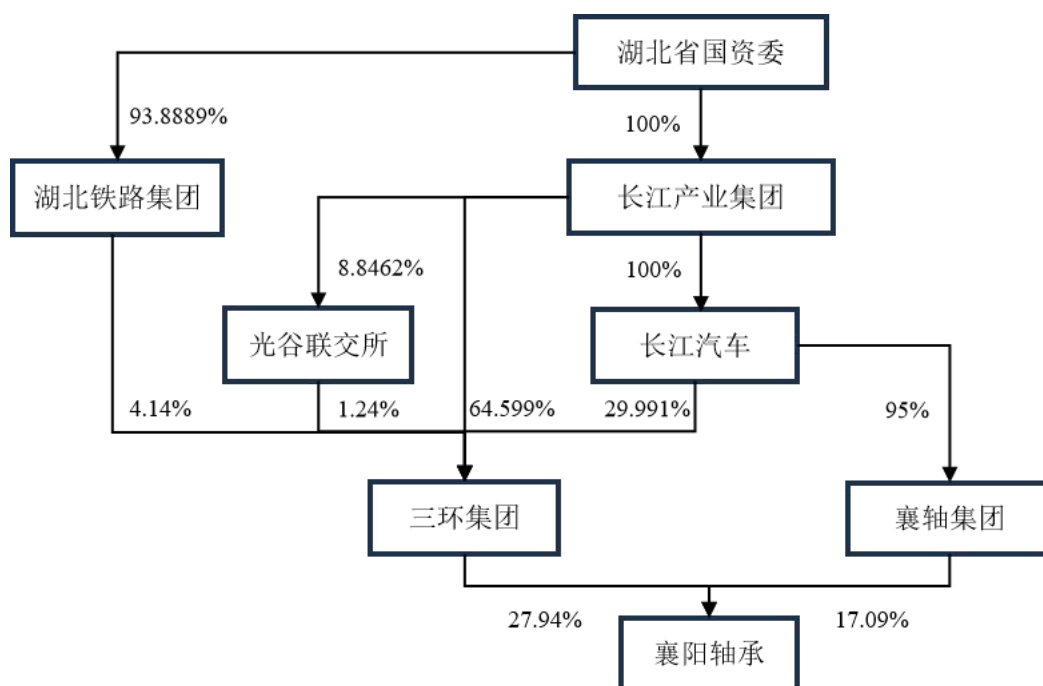 湖北省国资委
93.8889%
100%
湖北铁路集团
长江产业集团
8.8462%
100%
光谷联交所
长江汽车
4.14%
1.24%
64.599%
29.991%
95%
三环集团
襄轴集团
27.94%
17.09%
襄阳轴承